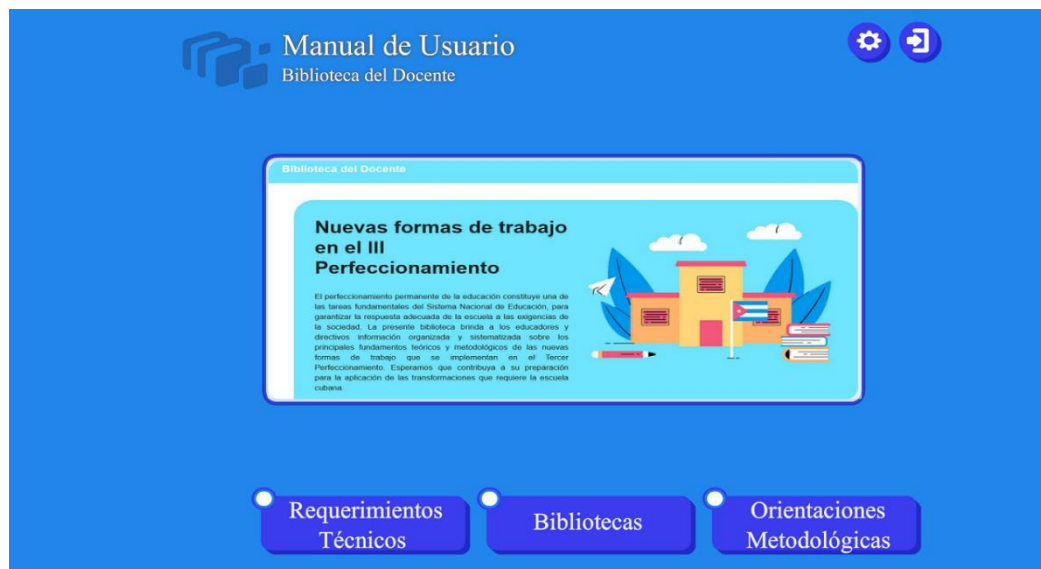 Manual de Usuario
Biblioteca del Docente
Biblioteca del Docente
Nuevas formas de trabajo
en el III
Perfeccionamiento
El perfeccionamiento permanente de la educación constituye una de
las tareas fundamentales del Sistema Nacional de Educación, para
garantizar la respuesta adecuada de la escuela a las exigencias de
la sociedad. La presente biblioteca brinda a los educadores y
directivos información organizada y sistematizada sobre los
principales fundamentos teóricos y metodológicos de las nuevas
formas de trabajo que se implementan en el Tercer
Perfeccionamiento. Esperamos que contribuya a su preparación
para la aplicación de las transformaciones que requiere la escuela
cubana.
Requerimientos
Técnicos
Bibliotecas
Orientaciones
Metodológicas